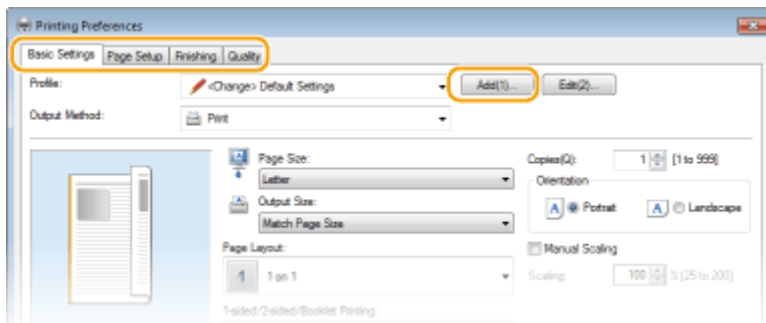 Printing Preferences
Basic Settings Page Setup Finishing Quality
Profile: <Change> Default Settings Add(1)... Edit(2)...
Output Method: Print
Page Size: Copies(Q): 1 [1 to 999]
Letter Orientation
Output Size: A Portrait A Landscape
Match Page Size
Page Layout: Manual Scaling
1 1 on 1 Scaling: 100 % [25 to 200]
1-sided/2-sided/Booklet Printing: